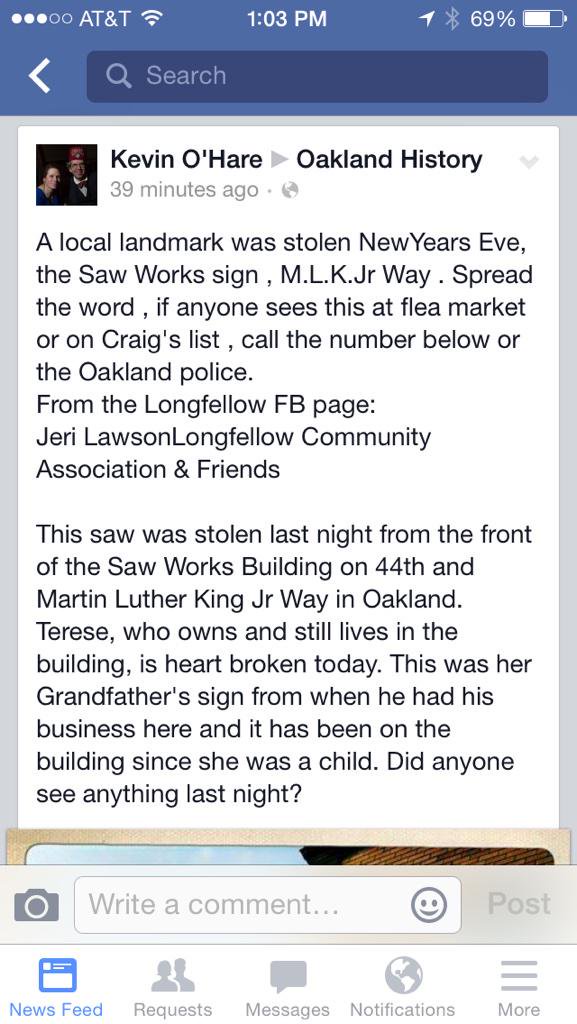 ●●●○○ AT&T 1:03 PM 69%
Search
Kevin O'Hare ▶ Oakland History
39 minutes ago ·
A local landmark was stolen NewYears Eve,
the Saw Works sign , M.L.K.Jr Way . Spread
the word , if anyone sees this at flea market
or on Craig's list , call the number below or
the Oakland police.
From the Longfellow FB page:
Jeri LawsonLongfellow Community
Association & Friends
This saw was stolen last night from the front
of the Saw Works Building on 44th and
Martin Luther King Jr Way in Oakland.
Terese, who owns and still lives in the
building, is heart broken today. This was her
Grandfather's sign from when he had his
business here and it has been on the
building since she was a child. Did anyone
see anything last night?
Write a comment... Post
News Feed Requests Messages Notifications More